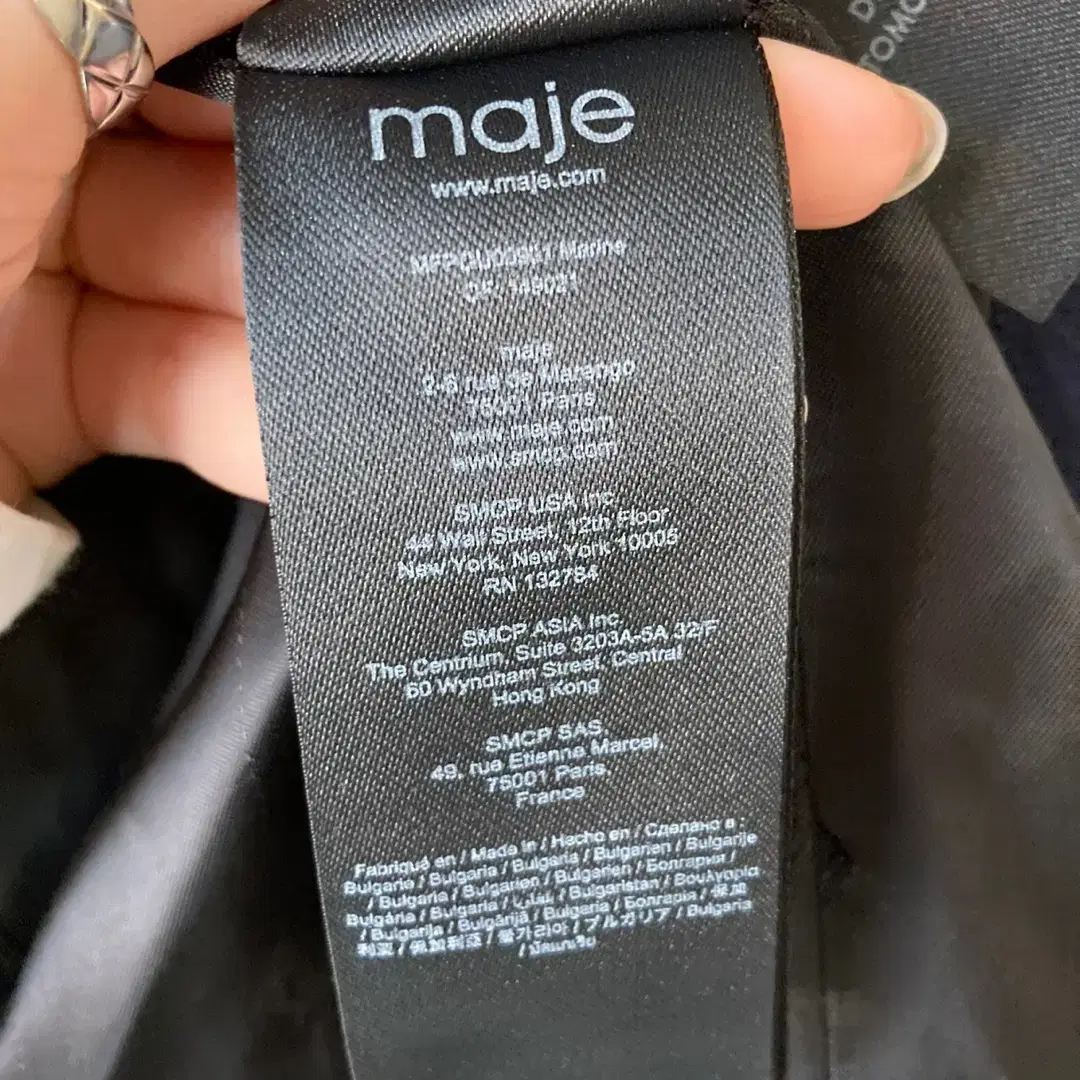 maje
www.maje.com
Marine
maje
2-6 rue de Marengo
75001 Paris
www.maje.com
www.smcp.com
SMCP USA Inc
44 Wall Street, 12th Floor
New York, New York 10005
RN 132784
SMCP ASIA Inc
The Centrium, Suite 3203A-5A 32/F
60 Wyndham Street, Central
Hong Kong
SMCP SAS,
49, rue Etienne Marcel,
75001 Paris,
France
Fabriqué en / Made in / Hecho en / Сделано в :
Bulgarie / Bulgaria / Bulgaria / Bulgarien / Bulgarije
/ Bulgaria / Bulgarien / Bulgarien / Болгария /
Bulgária / Bulgaria / بلغاريا / Bulgaristan / Βουλγαρία
/ Bulgarija / Bulgārijā / Bulgaria / Болгария / 保加
利亚 / 保加利亞 / 불가리아 / ブルガリア / Bulgaria